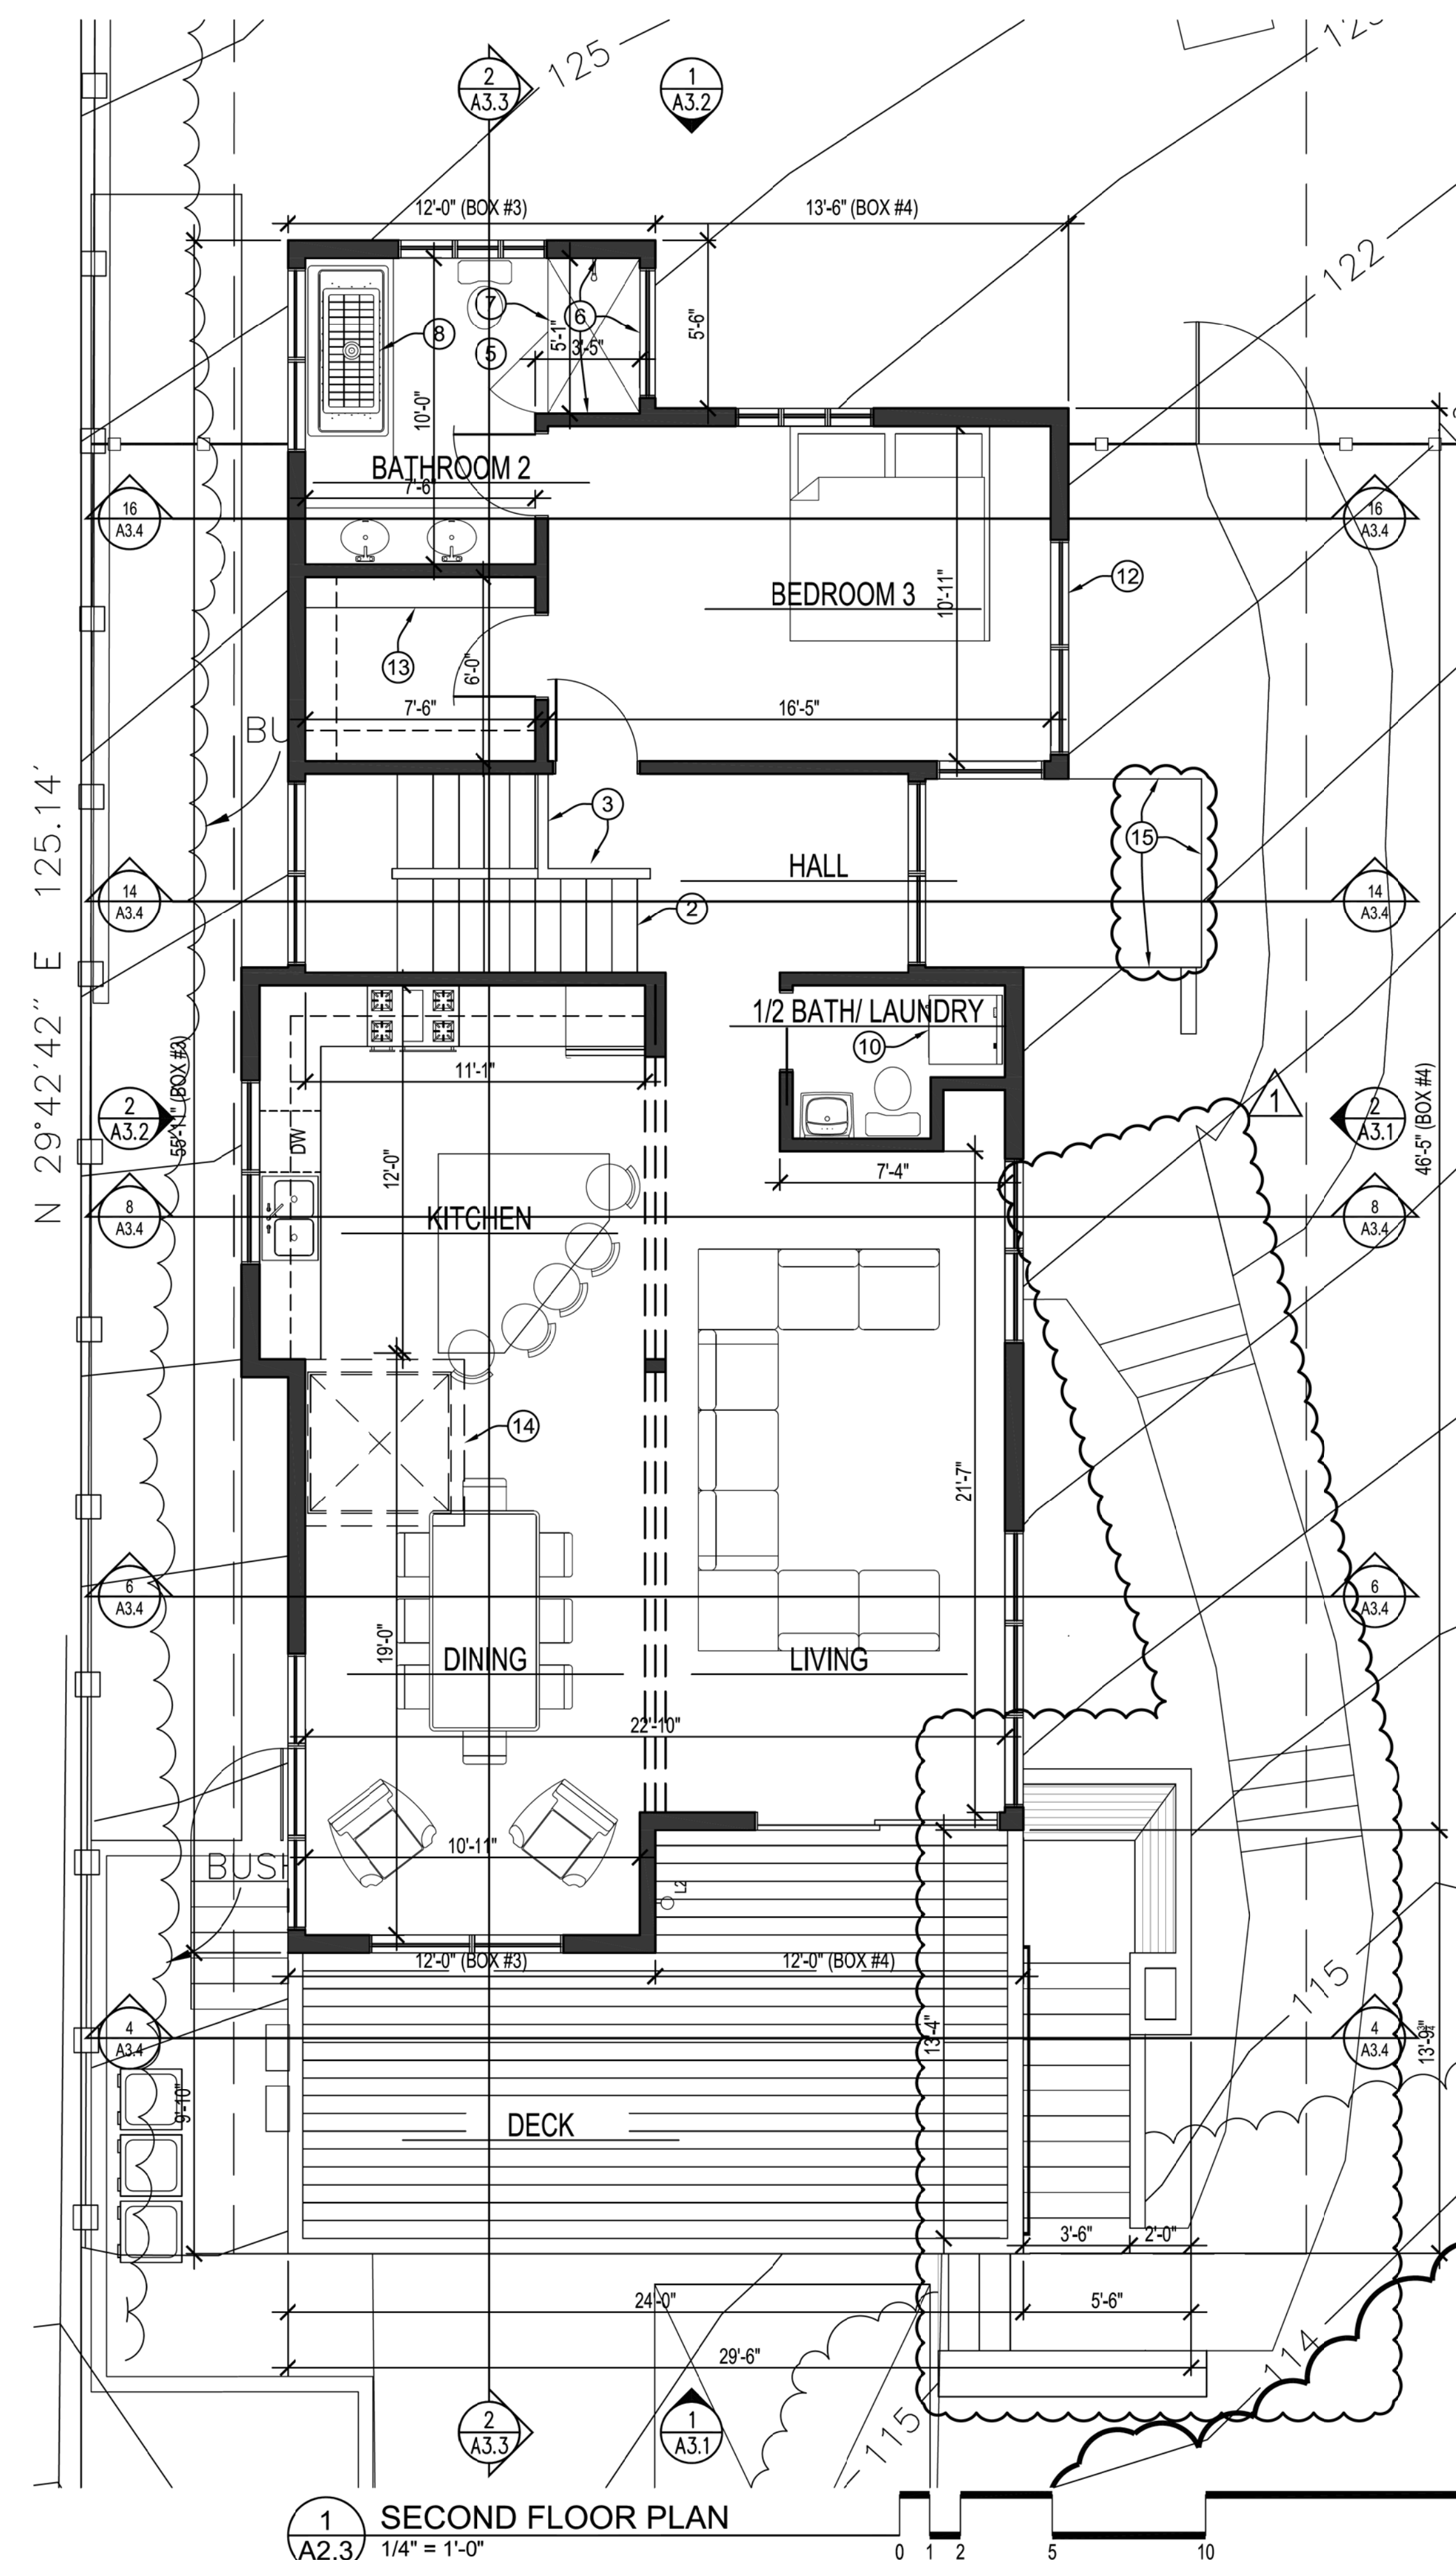 125
2
A3.3
1
A3.2
12'-0" (BOX #3)
13'-6" (BOX #4)
122
7
6
5'-1"
3'-5"
5'-6"
8
5
10'-0"
BATHROOM 2
7'-6"
16
A3.4
16
A3.4
12
BEDROOM 3
10'-11"
13
6'-0"
7'-6"
16'-5"
BU
N 29°42'42" E 125.14'
3
15
HALL
14
A3.4
14
A3.4
2
1/2 BATH/ LAUNDRY
10
11'-1"
55'-11" (BOX #3)
2
A3.2
DW
12'-0"
1
2
A3.1
46'-5" (BOX #4)
7'-4"
8
A3.4
KITCHEN
8
A3.4
14
21'-7"
6
A3.4
6
A3.4
19'-0"
DINING
LIVING
22'-10"
10'-11"
BUSH
L2
12'-0" (BOX #3)
12'-0" (BOX #4)
115
4
A3.4
13'-4"
4
A3.4
13'-9¾"
9'-10"
DECK
3'-6"
2'-0"
24'-0"
5'-6"
29'-6"
114
115
2
A3.3
1
A3.1
1
A2.3
SECOND FLOOR PLAN
1/4" = 1'-0"
0 1 2 5 10